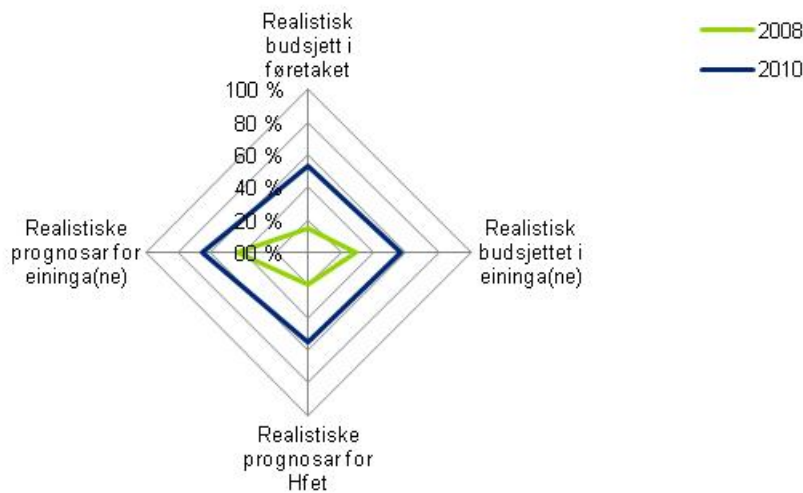 Realistisk
budsjett i
føretaket
2008
2010
100 %
80 %
60 %
40 %
20 %
00 %
Realistiske
prognosar for
eininga(ne)
Realistisk
budsjettet i
eininga(ne)
Realistiske
prognosar for
Hfet